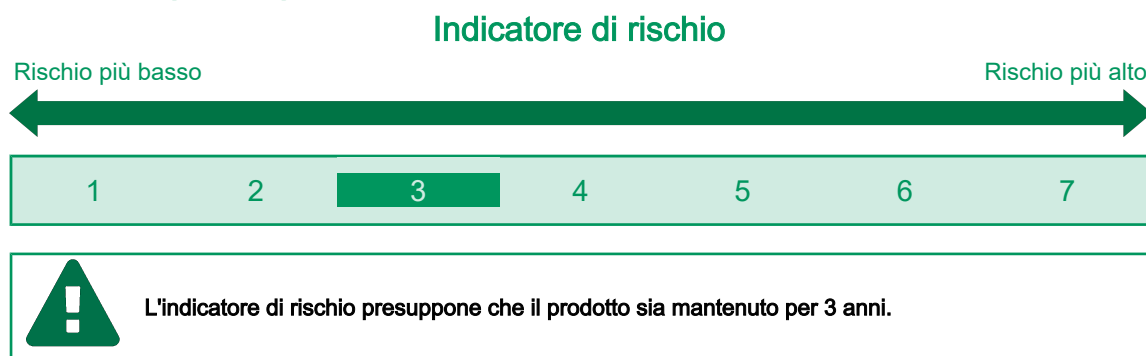 Indicatore di rischio
Rischio più basso Rischio più alto
1 2 3 4 5 6 7
L'indicatore di rischio presuppone che il prodotto sia mantenuto per 3 anni.